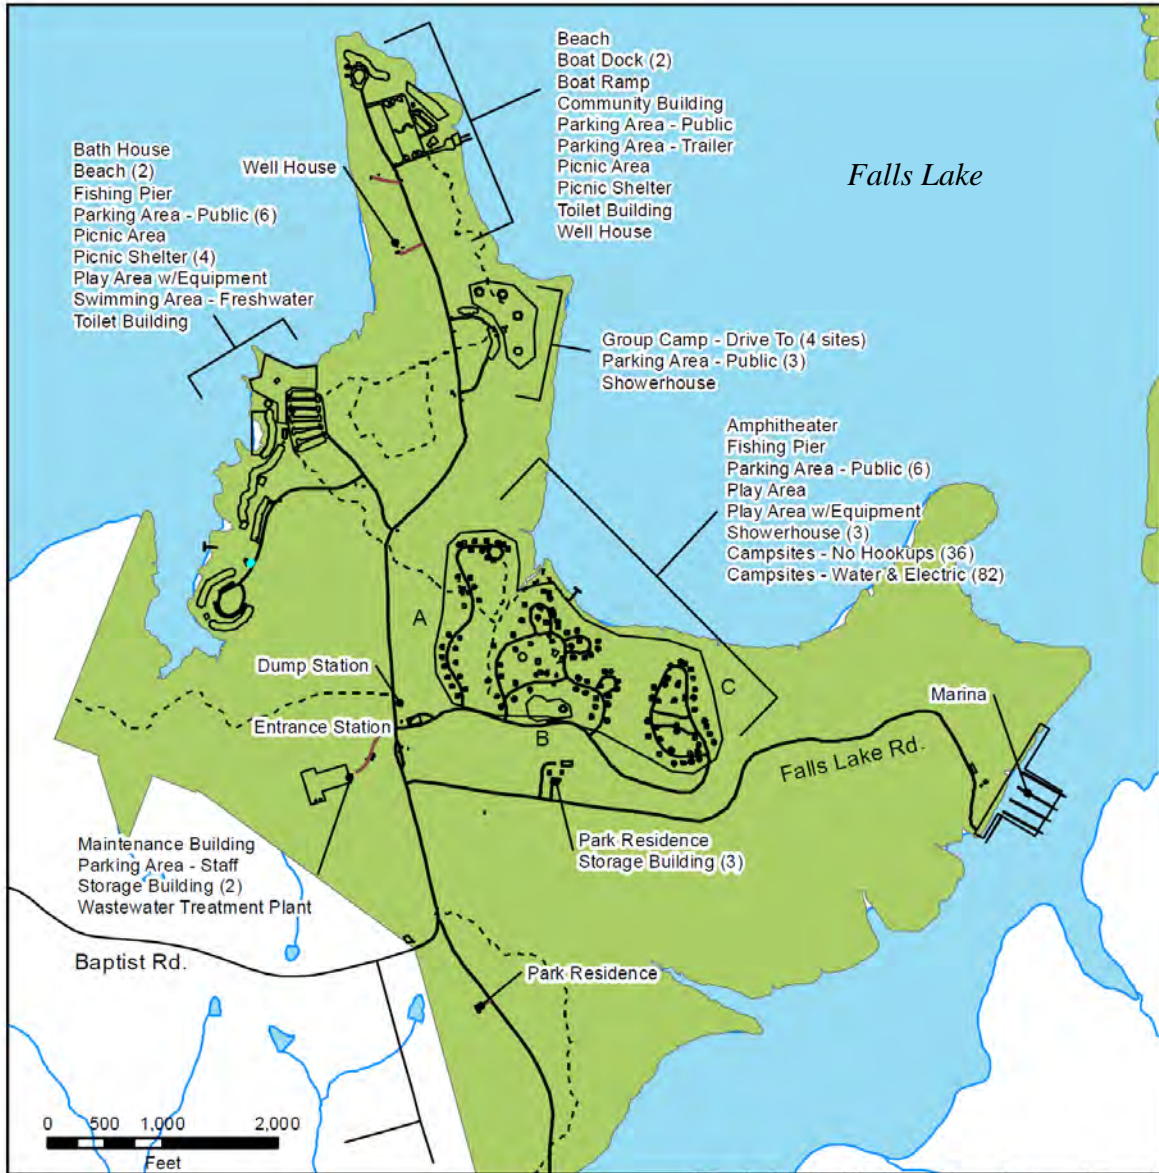 Beach
Boat Dock (2)
Boat Ramp
Community Building
Parking Area - Public
Parking Area - Trailer
Picnic Area
Picnic Shelter
Toilet Building
Well House
Falls Lake
Bath House
Beach (2)
Fishing Pier
Parking Area - Public (6)
Picnic Area
Picnic Shelter (4)
Play Area w/Equipment
Swimming Area - Freshwater
Toilet Building
Well House
Group Camp - Drive To (4 sites)
Parking Area - Public (3)
Showerhouse
Amphitheater
Fishing Pier
Parking Area - Public (6)
Play Area
Play Area w/Equipment
Showerhouse (3)
Campsites - No Hookups (36)
Campsites - Water & Electric (82)
A
Dump Station
C
Marina
Entrance Station
B
Falls Lake Rd.
Maintenance Building
Parking Area - Staff
Storage Building (2)
Wastewater Treatment Plant
Park Residence
Storage Building (3)
Baptist Rd.
Park Residence
0 500 1,000 2,000
Feet